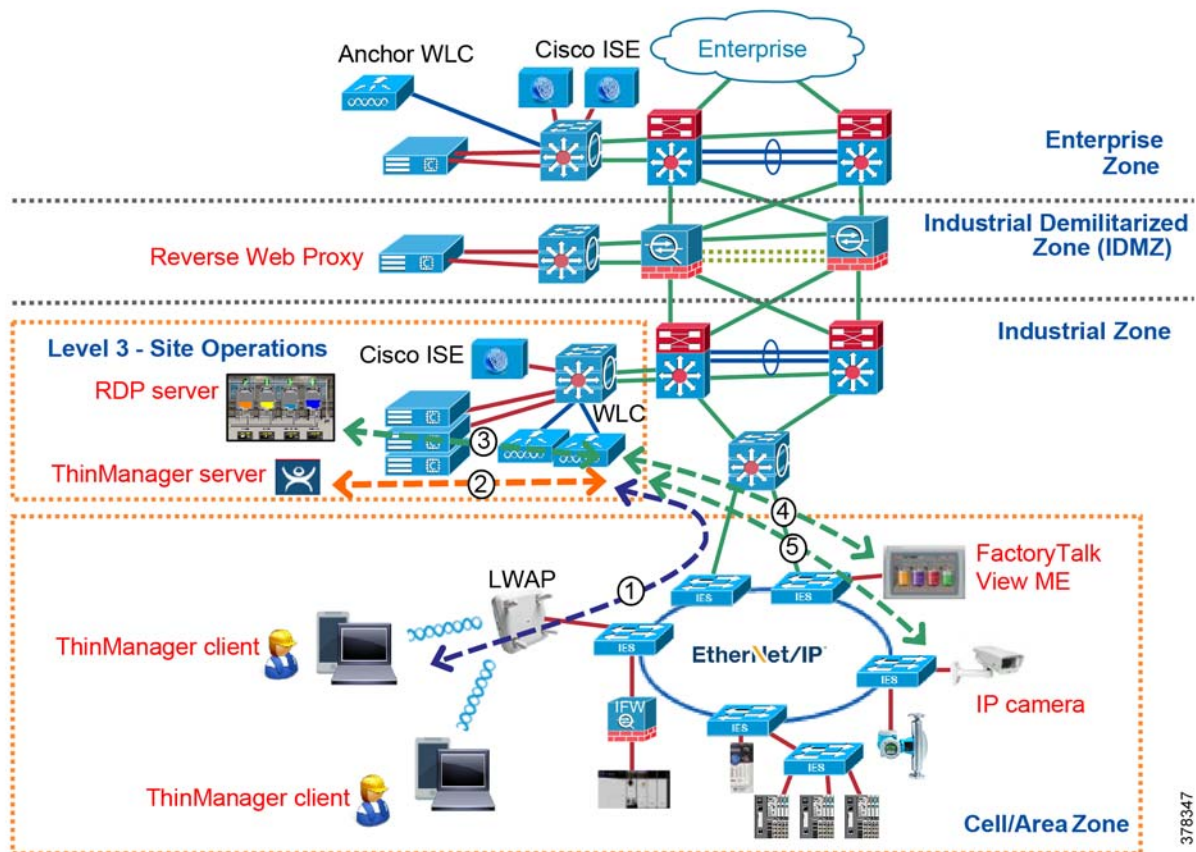 Enterprise
Anchor WLC
Cisco ISE
Enterprise
Zone
Industrial Demilitarized
Zone (IDMZ)
Reverse Web Proxy
Industrial Zone
Level 3 - Site Operations
Cisco ISE
RDP server
WLC
3
ThinManager server
2
4
5
FactoryTalk
View ME
LWAP
1
IES
IES
ThinManager client
IES
EtherNet/IP
IES
IP camera
IFW
IES
IES
ThinManager client
Cell/Area Zone
378347